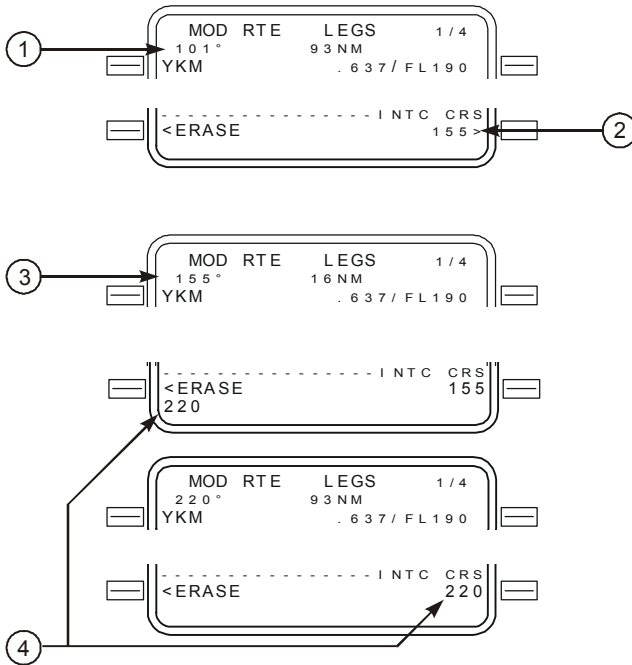 MOD RTE LEGS 1/4
1 101° 93NM
YKM .637/FL190
----------------INTC CRS
<ERASE 155> 2
MOD RTE LEGS 1/4
3 155° 16NM
YKM .637/FL190
----------------INTC CRS
<ERASE 155
220
MOD RTE LEGS 1/4
220° 93NM
YKM .637/FL190
----------------INTC CRS
<ERASE 220
4